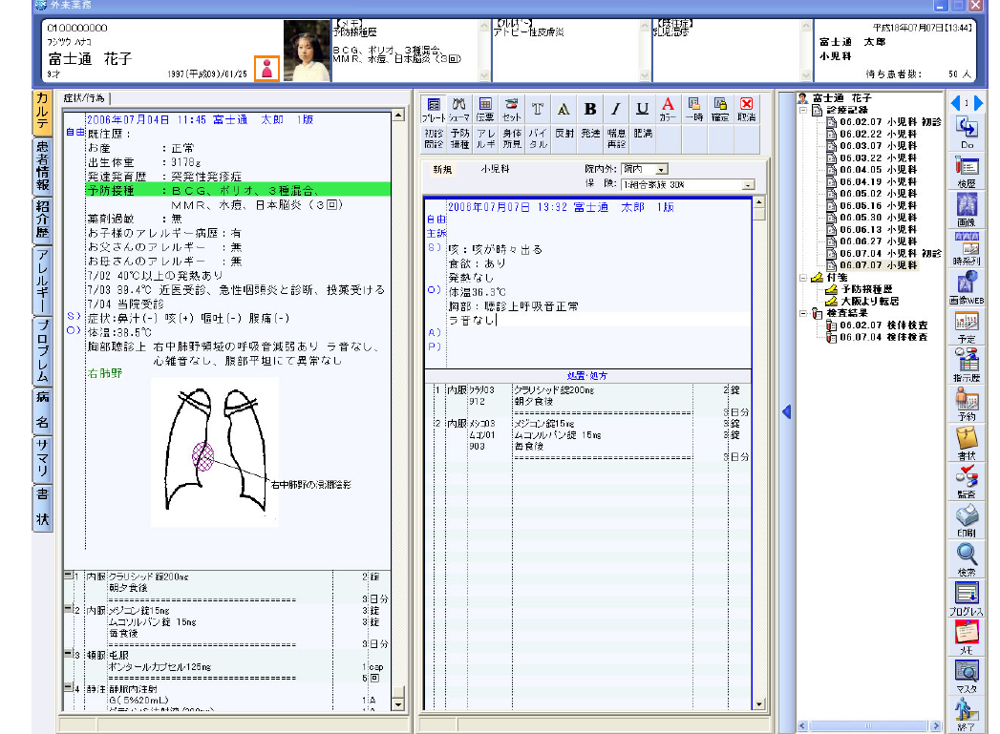 外来業務
0100000000
フジツウ ハナコ
富士通 花子
9才
1997(平成09)/01/25
【メモ】
予防接種歴
BCG、ポリオ、3種混合、
MMR、水痘、日本脳炎(3回)
【アレルギー】
アトピー性皮膚炎
【既往症】
乳児湿疹
平成18年07月07日[13:44]
富士通 太郎
小児科
待ち患者数: 50 人
カルテ
患者情報
紹介歴
アレルギー
プロブレム
病名
サマリ
書状
症状/行為
2006年07月04日 11:45 富士通 太郎 1版
自由
既往歴:
お産 :正常
出生体重 :3178g
発達発育歴 :突発性発疹症
予防接種 :BCG、ポリオ、3種混合、
MMR、水痘、日本脳炎(3回)
薬剤過敏 :無
お子様のアレルギー病歴:有
お父さんのアレルギー :無
お母さんのアレルギー :無
7/02 40℃以上の発熱あり
7/03 39.4℃ 近医受診、急性咽頭炎と診断、投薬受ける
7/04 当院受診
S) 症状:鼻汁(-) 咳(+) 嘔吐(-) 腹痛(-)
O) 体温:38.5℃
胸部聴診上 右中肺野領域の呼吸音減弱あり ラ音なし、
心雑音なし、腹部平坦にて異常なし
右肺野
右中肺野の浸潤陰影
1 内服 クラリシッド錠200mg 2 錠
朝夕食後
==================================== 3 日分
2 内服 メジコン錠15mg 3 錠
ムコソルバン錠 15mg 3 錠
毎食後
==================================== 3 日分
3 頓服 屯服
ポンタールカプセル125mg 1 cap
==================================== 5 回
4 静注 静脈内注射
G(5%20mL) 1 A
テンプレート シェーマ 伝票 セット カラー 一時 確定 取消
初診問診 予防接種 アレルギ 身体所見 バイタル 反射 発達 喘息再診 肥満
新規 小児科 院内外: 院内
保 険: 1:組合家族 30%
2006年07月07日 13:32 富士通 太郎 1版
自由
主訴
S) 咳:咳が時々出る
食欲:あり
発熱なし
O) 体温36.3℃
胸部:聴診上呼吸音正常
ラ音なし
A)
P)
処置・処方
1 内服 クラリ03 クラリシッド錠200mg 2 錠
912 朝夕食後
==================================== 3 日分
2 内服 メジコ03 メジコン錠15mg 3 錠
ムコソ01 ムコソルバン錠 15mg 3 錠
903 毎食後
==================================== 3 日分
富士通 花子
診療記録
06.02.07 小児科 初診
06.02.22 小児科
06.03.07 小児科
06.03.22 小児科
06.04.05 小児科
06.04.19 小児科
06.05.02 小児科
06.05.16 小児科
06.05.30 小児科
06.06.13 小児科
06.06.27 小児科
06.07.04 小児科 初診
06.07.07 小児科
付箋
予防接種歴
大阪より転居
検査結果
06.02.07 検体検査
06.07.04 検体検査
1
Do
検歴
画像
時系列
画像WEB
予定
指示歴
予約
書状
監査
印刷
検索
プログレス
メモ
マスタ
終了